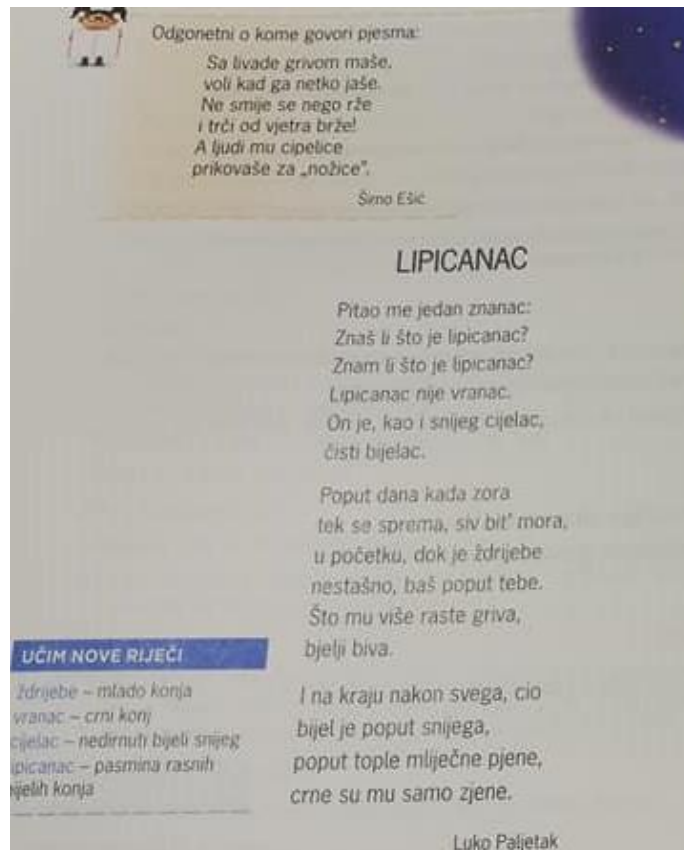 Odgonetni o kome govori pjesma:
Sa livade grivom maše,
voli kad ga netko jaše.
Ne smije se nego rže
i trči od vjetra brže!
A ljudi mu cipelice
prikovaše za „nožice”.
Šimo Ešić
LIPICANAC
Pitao me jedan znanac:
Znaš li što je lipicanac?
Znam li što je lipicanac?
Lipicanac nije vranac.
On je, kao i snijeg cijelac,
čisti bijelac.
Poput dana kada zora
tek se sprema, siv bit’ mora,
u početku, dok je ždrijebe
nestašno, baš poput tebe.
Što mu više raste griva,
bjelji biva.
I na kraju nakon svega, cio
bijel je poput snijega,
poput tople mliječne pjene,
crne su mu samo zjene.
Luko Paljetak
UČIM NOVE RIJEČI
ždrijebe – mlado konja
vranac – crni konj
cijelac – nedirnuti bijeli snijeg
lipicanac – pasmina rasnih
bijelih konja